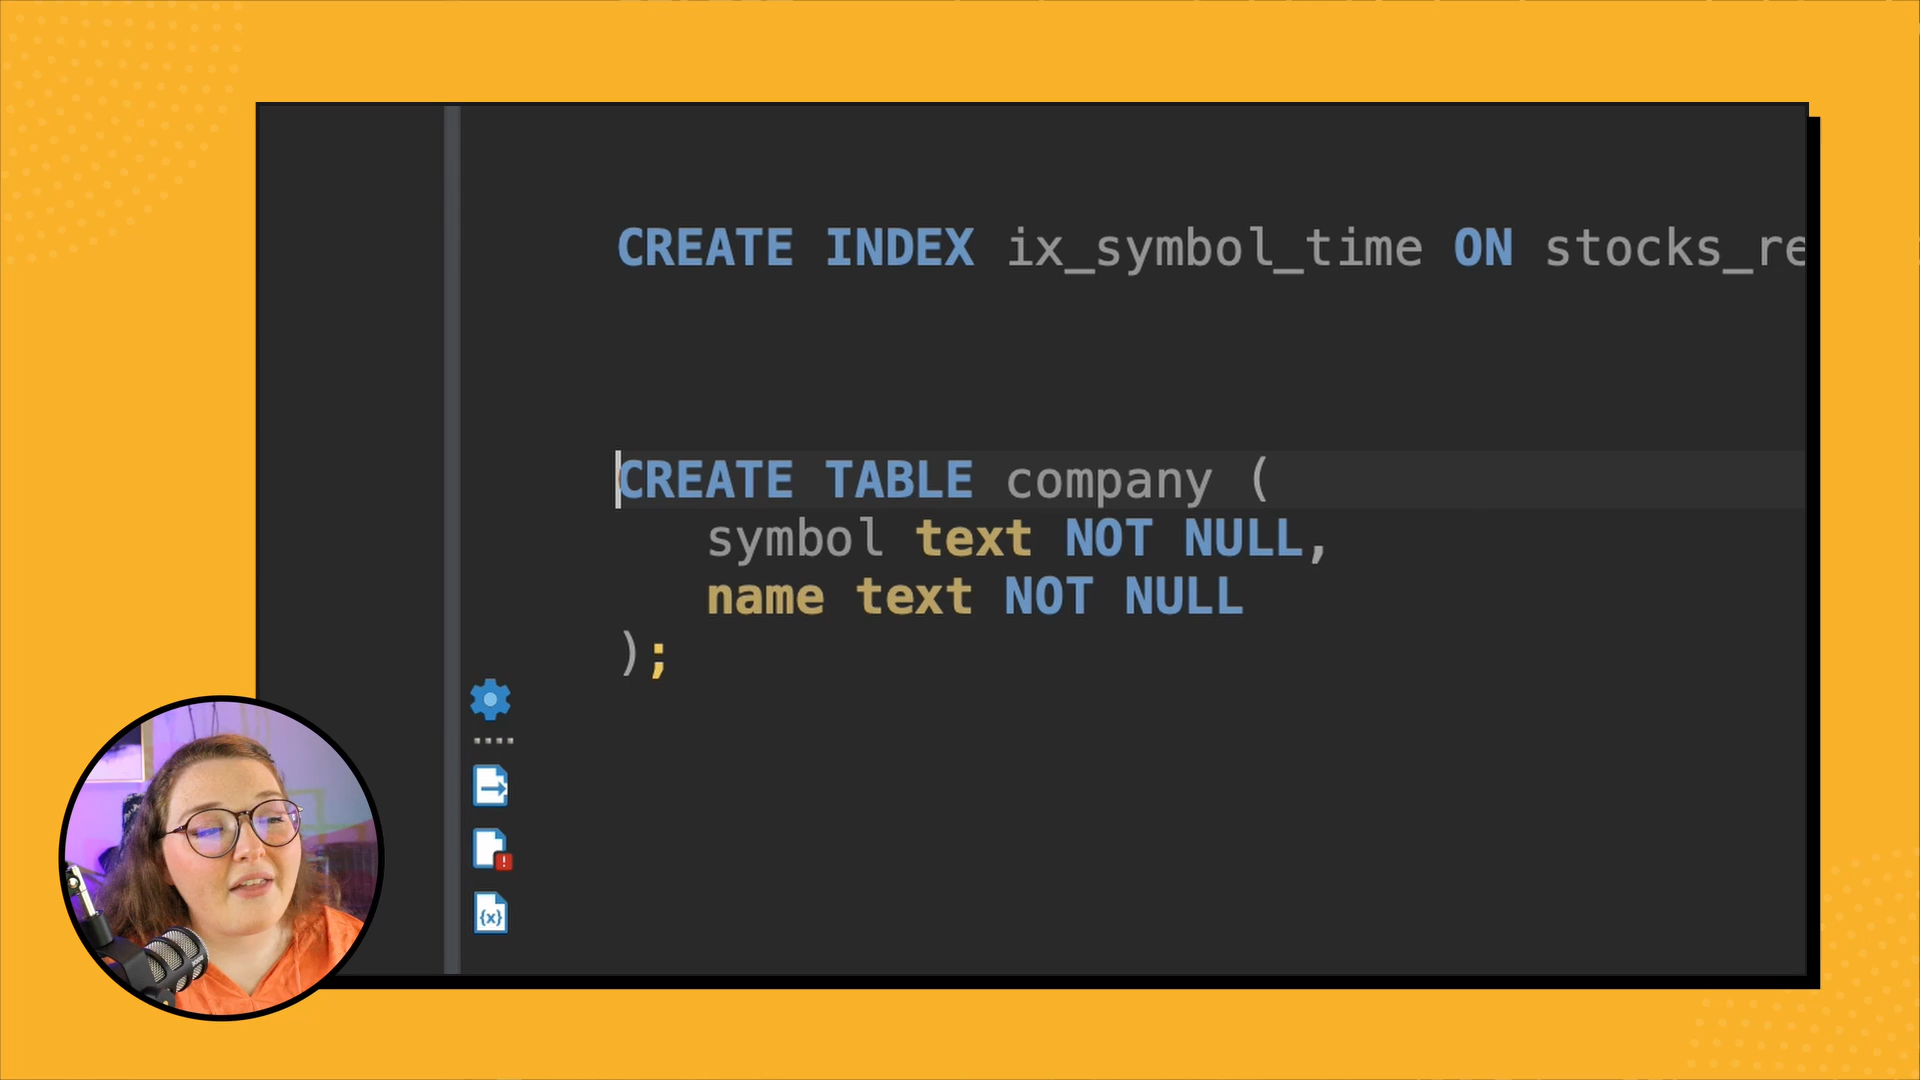 CREATE INDEX ix_symbol_time ON stocks_re
CREATE TABLE company (
symbol text NOT NULL,
name text NOT NULL
);
{x}